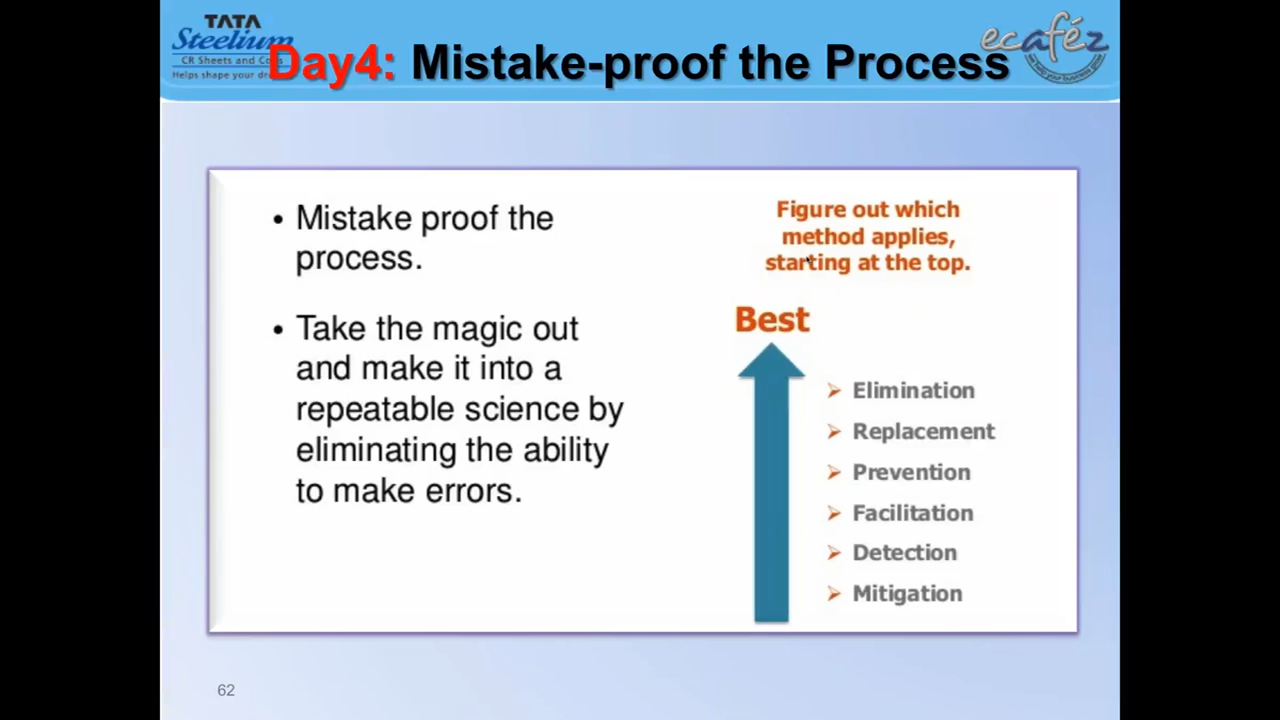 TATA
Steelium
CR Sheets and
Helps shape your
ecaféz
Day4: Mistake-proof the Process
• Mistake proof the
process.
• Take the magic out
and make it into a
repeatable science by
eliminating the ability
to make errors.
Figure out which
method applies,
starting at the top.
Best
Elimination
Replacement
Prevention
Facilitation
Detection
Mitigation
62